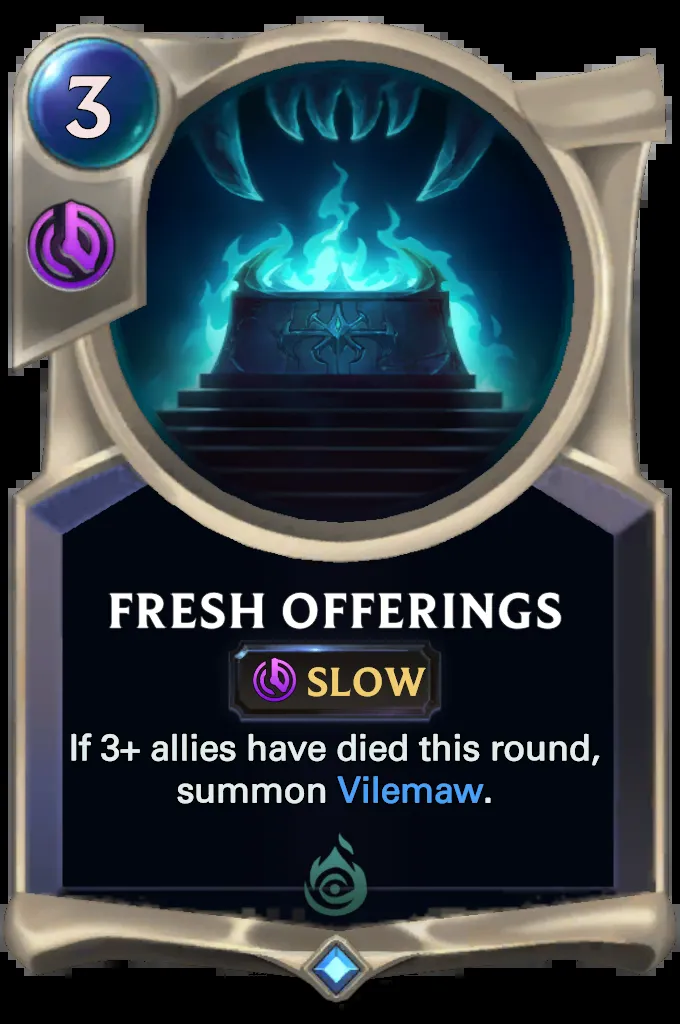 3
FRESH OFFERINGS
SLOW
If 3+ allies have died this round,
summon Vilemaw.